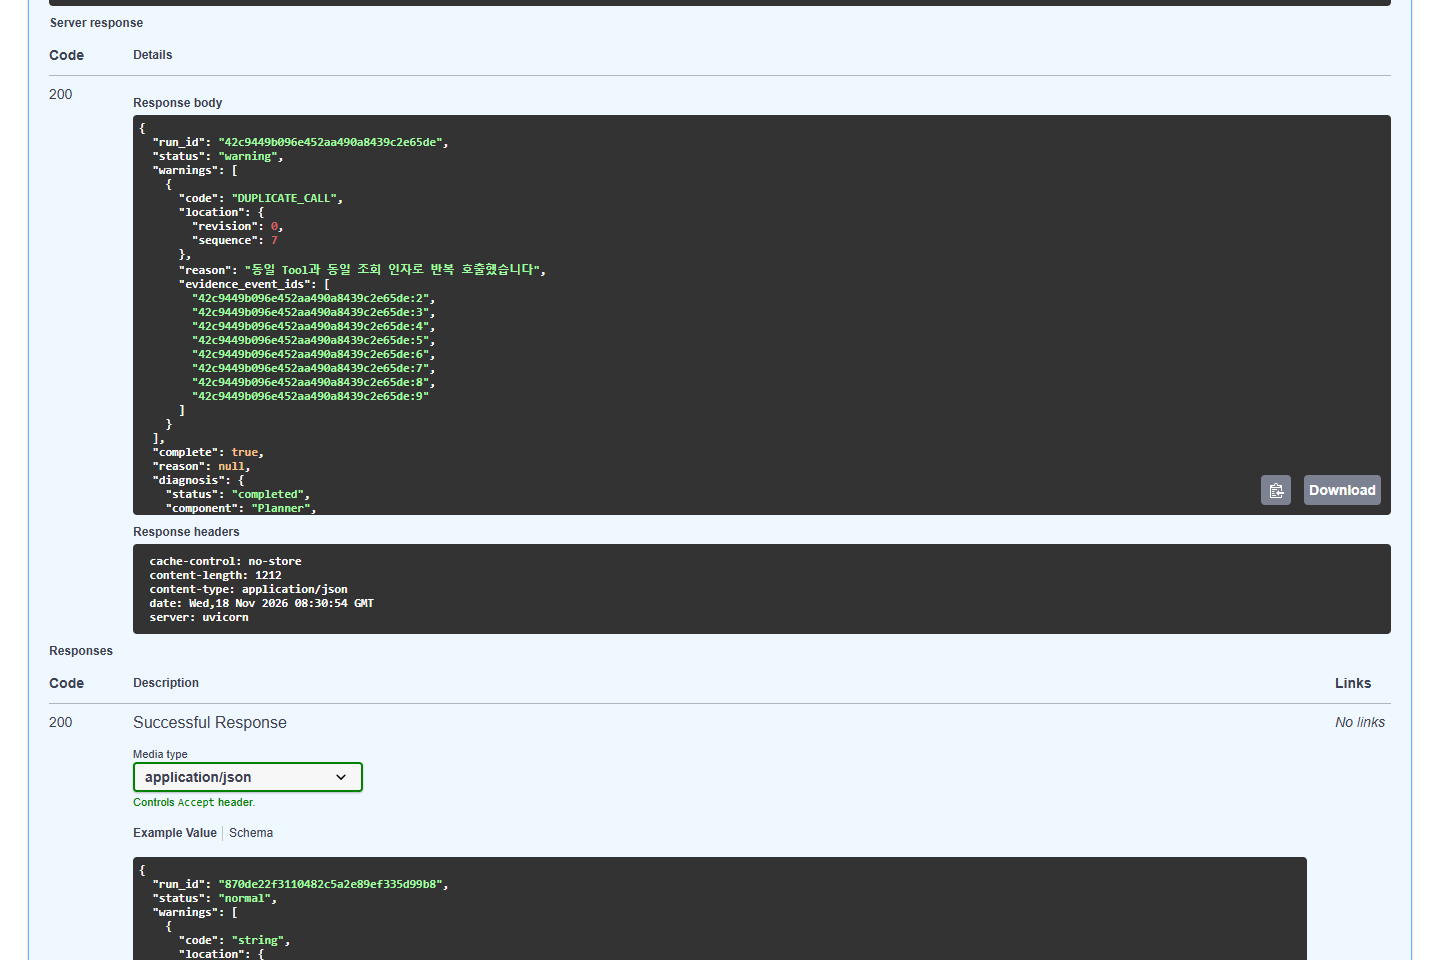 Server response
Code Details
200
Response body
{
"run_id": "42c9449b096e452aa490a8439c2e65de",
"status": "warning",
"warnings": [
{
"code": "DUPLICATE_CALL",
"location": {
"revision": 0,
"sequence": 7
},
"reason": "동일 Tool과 동일 조회 인자로 반복 호출했습니다",
"evidence_event_ids": [
"42c9449b096e452aa490a8439c2e65de:2",
"42c9449b096e452aa490a8439c2e65de:3",
"42c9449b096e452aa490a8439c2e65de:4",
"42c9449b096e452aa490a8439c2e65de:5",
"42c9449b096e452aa490a8439c2e65de:6",
"42c9449b096e452aa490a8439c2e65de:7",
"42c9449b096e452aa490a8439c2e65de:8",
"42c9449b096e452aa490a8439c2e65de:9"
]
}
],
"complete": true,
"reason": null,
"diagnosis": {
"status": "completed",
"component": "Planner",
Download
Response headers
cache-control: no-store
content-length: 1212
content-type: application/json
date: Wed,18 Nov 2026 08:30:54 GMT
server: uvicorn
Responses
Code Description Links
200 Successful Response No links
Media type
application/json
Controls Accept header.
Example Value Schema
{
"run_id": "870de22f3110482c5a2e89ef335d99b8",
"status": "normal",
"warnings": [
{
"code": "string",
"location": {